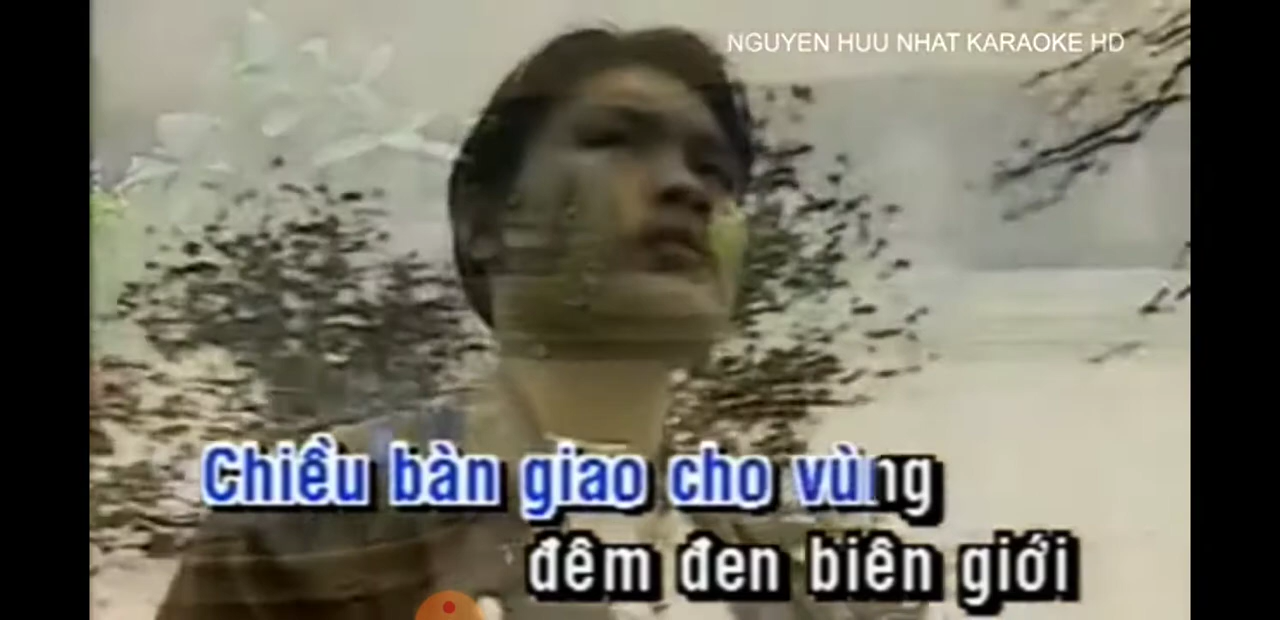 NGUYEN HUU NHAT KARAOKE HD
Chiều bàn giao cho vùng
đêm đen biên giới